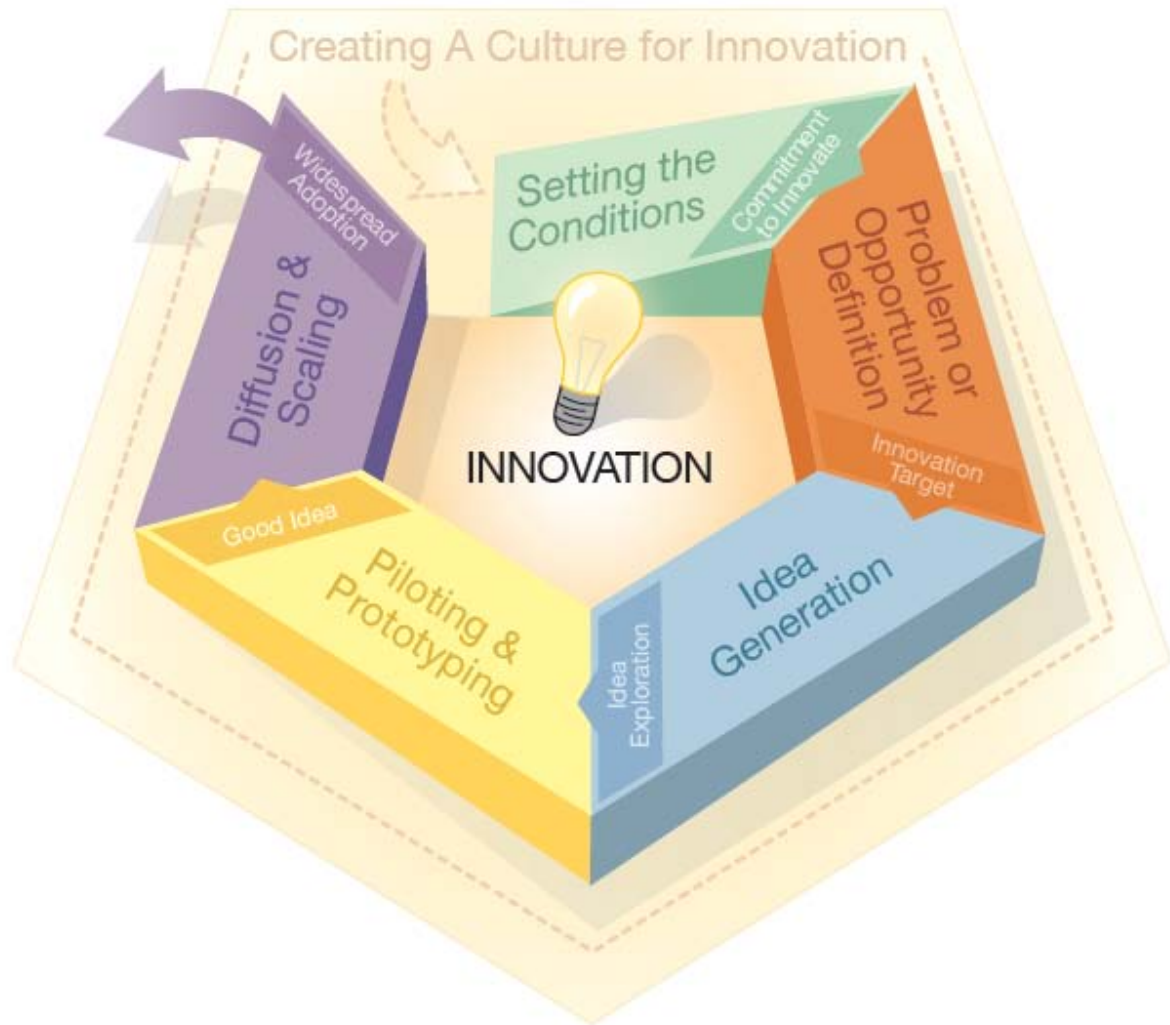 Creating A Culture for Innovation
Setting the
Conditions
Commitment
to Innovate
Problem or
Opportunity
Definition
Innovation
Target
Idea
Generation
Idea
Exploration
Piloting &
Prototyping
Good Idea
Diffusion &
Scaling
Widespread
Adoption
INNOVATION